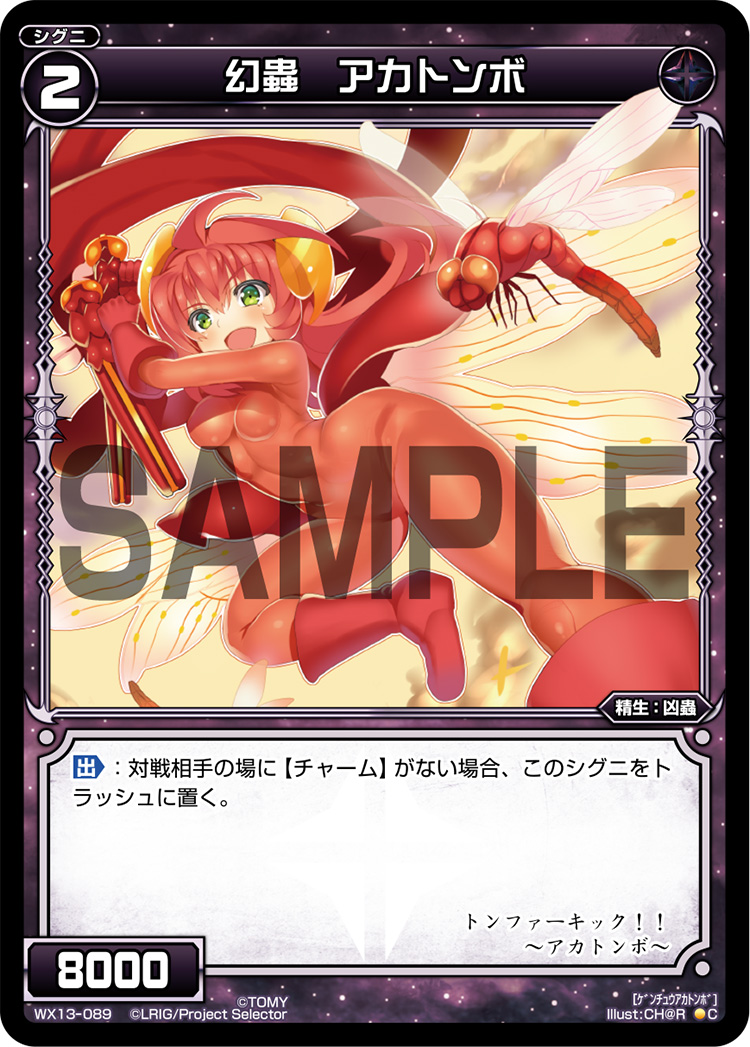 シグニ
2
幻蟲　アカトンボ
SAMPLE
精生：凶蟲
出：対戦相手の場に【チャーム】がない場合、このシグニをト
ラッシュに置く。
トンファーキック！！
～アカトンボ～
8000
©TOMY
[ｹﾞﾝﾁｭｳｱｶﾄﾝﾎﾞ]
WX13-089 ©LRIG/Project Selector
Illust:CH@R C